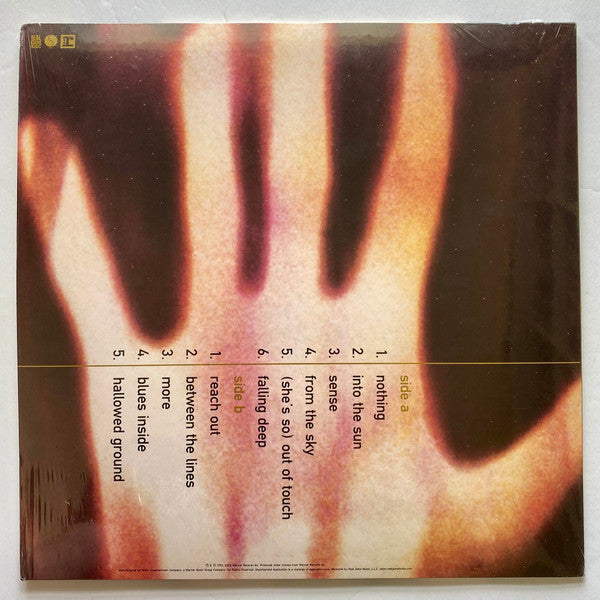 side a
1. nothing
2. into the sun
3. sense
4. from the sky
5. (she's so) out of touch
6. falling deep
side b
1. reach out
2. between the lines
3. more
4. blues inside
5. hallowed ground